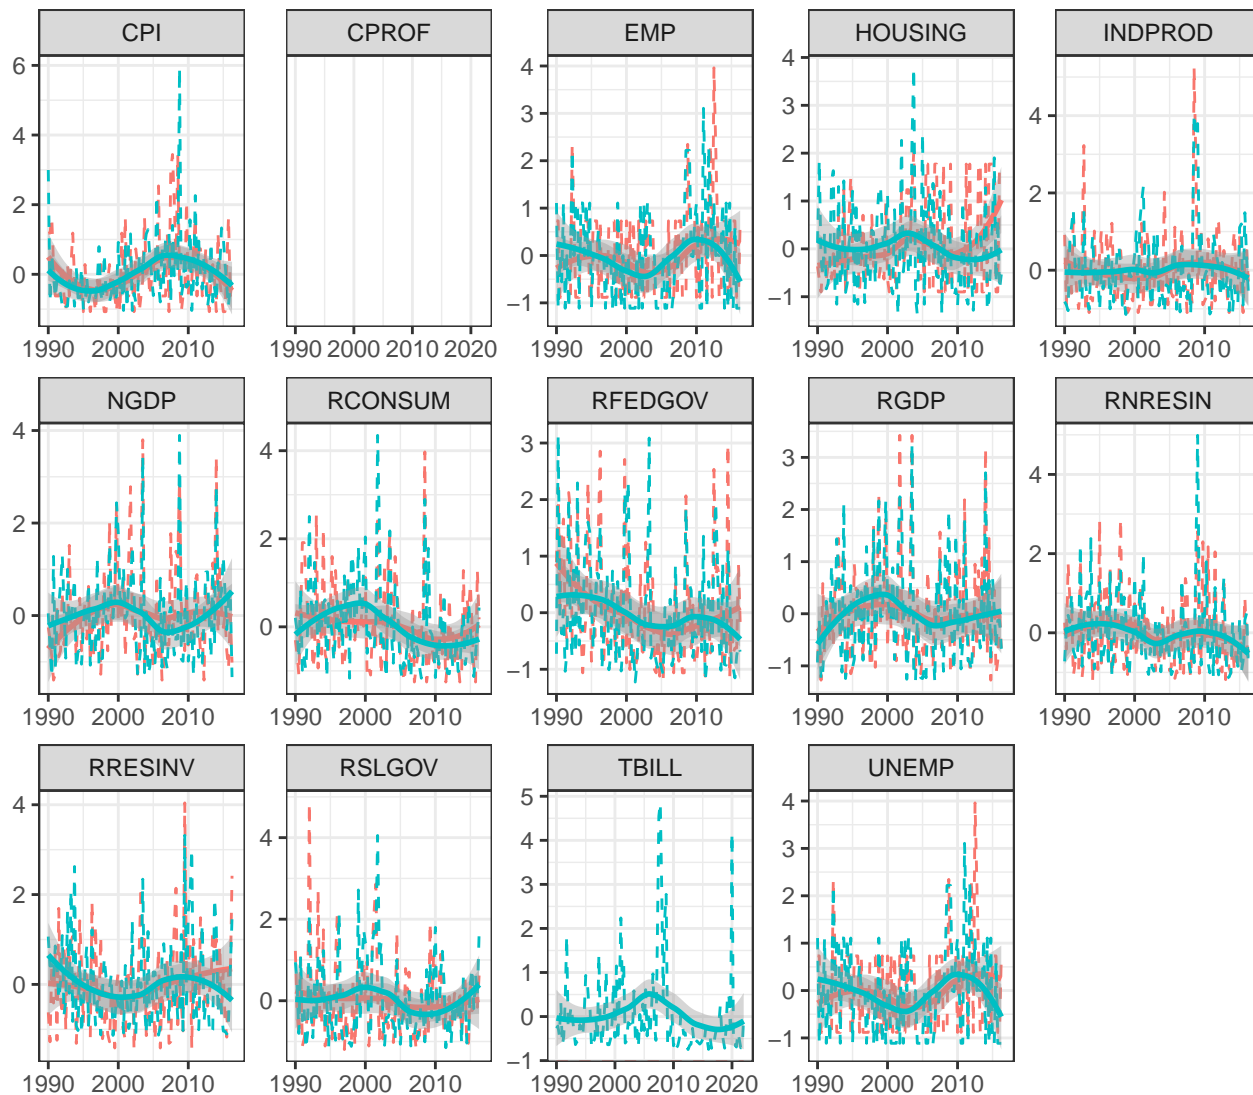 CPI CPROF EMP HOUSING INDPROD
6 4 4 4
4 3 3 2
2 2 2 0
0 1 1
0 0
−1 −1
1990 2000 2010 1990 2000 2010 2020 1990 2000 2010 1990 2000 2010 1990 2000 2010
NGDP RCONSUM RFEDGOV RGDP RNRESIN
4 4 3 3 4
2 2 2 2 2
0 0 1 1 0
0 0
−1 −1
1990 2000 2010 1990 2000 2010 1990 2000 2010 1990 2000 2010 1990 2000 2010
RRESINV RSLGOV TBILL UNEMP
4 4 5 4
2 2 4 3
0 0 3 2
2 1
1 0
0 −1
−1
1990 2000 2010 1990 2000 2010 1990 2000 2010 2020 1990 2000 2010